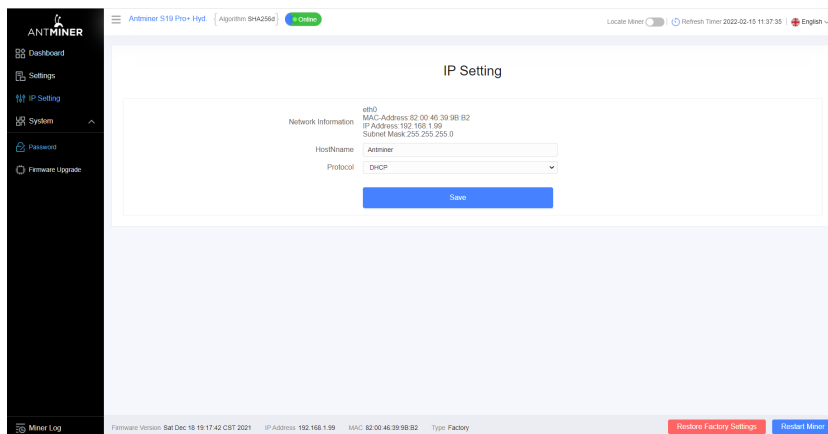 ANTMINER
Antminer S19 Pro+ Hyd. Algorithm SHA256d Online
Locate Miner Refresh Timer 2022-02-15 11:37:35 English
Dashboard
Settings
IP Setting
System
Password
Firmware Upgrade
IP Setting
Network Information
eth0
MAC-Address:82:00:46:39:9B:B2
IP Address:192.168.1.99
Subnet Mask:255.255.255.0
HostNname Antminer
Protocol DHCP
Save
Miner Log
Firmware Version Sat Dec 18 19:17:42 CST 2021 IP Address 192.168.1.99 MAC 82:00:46:39:9B:B2 Type Factory
Restore Factory Settings Restart Miner